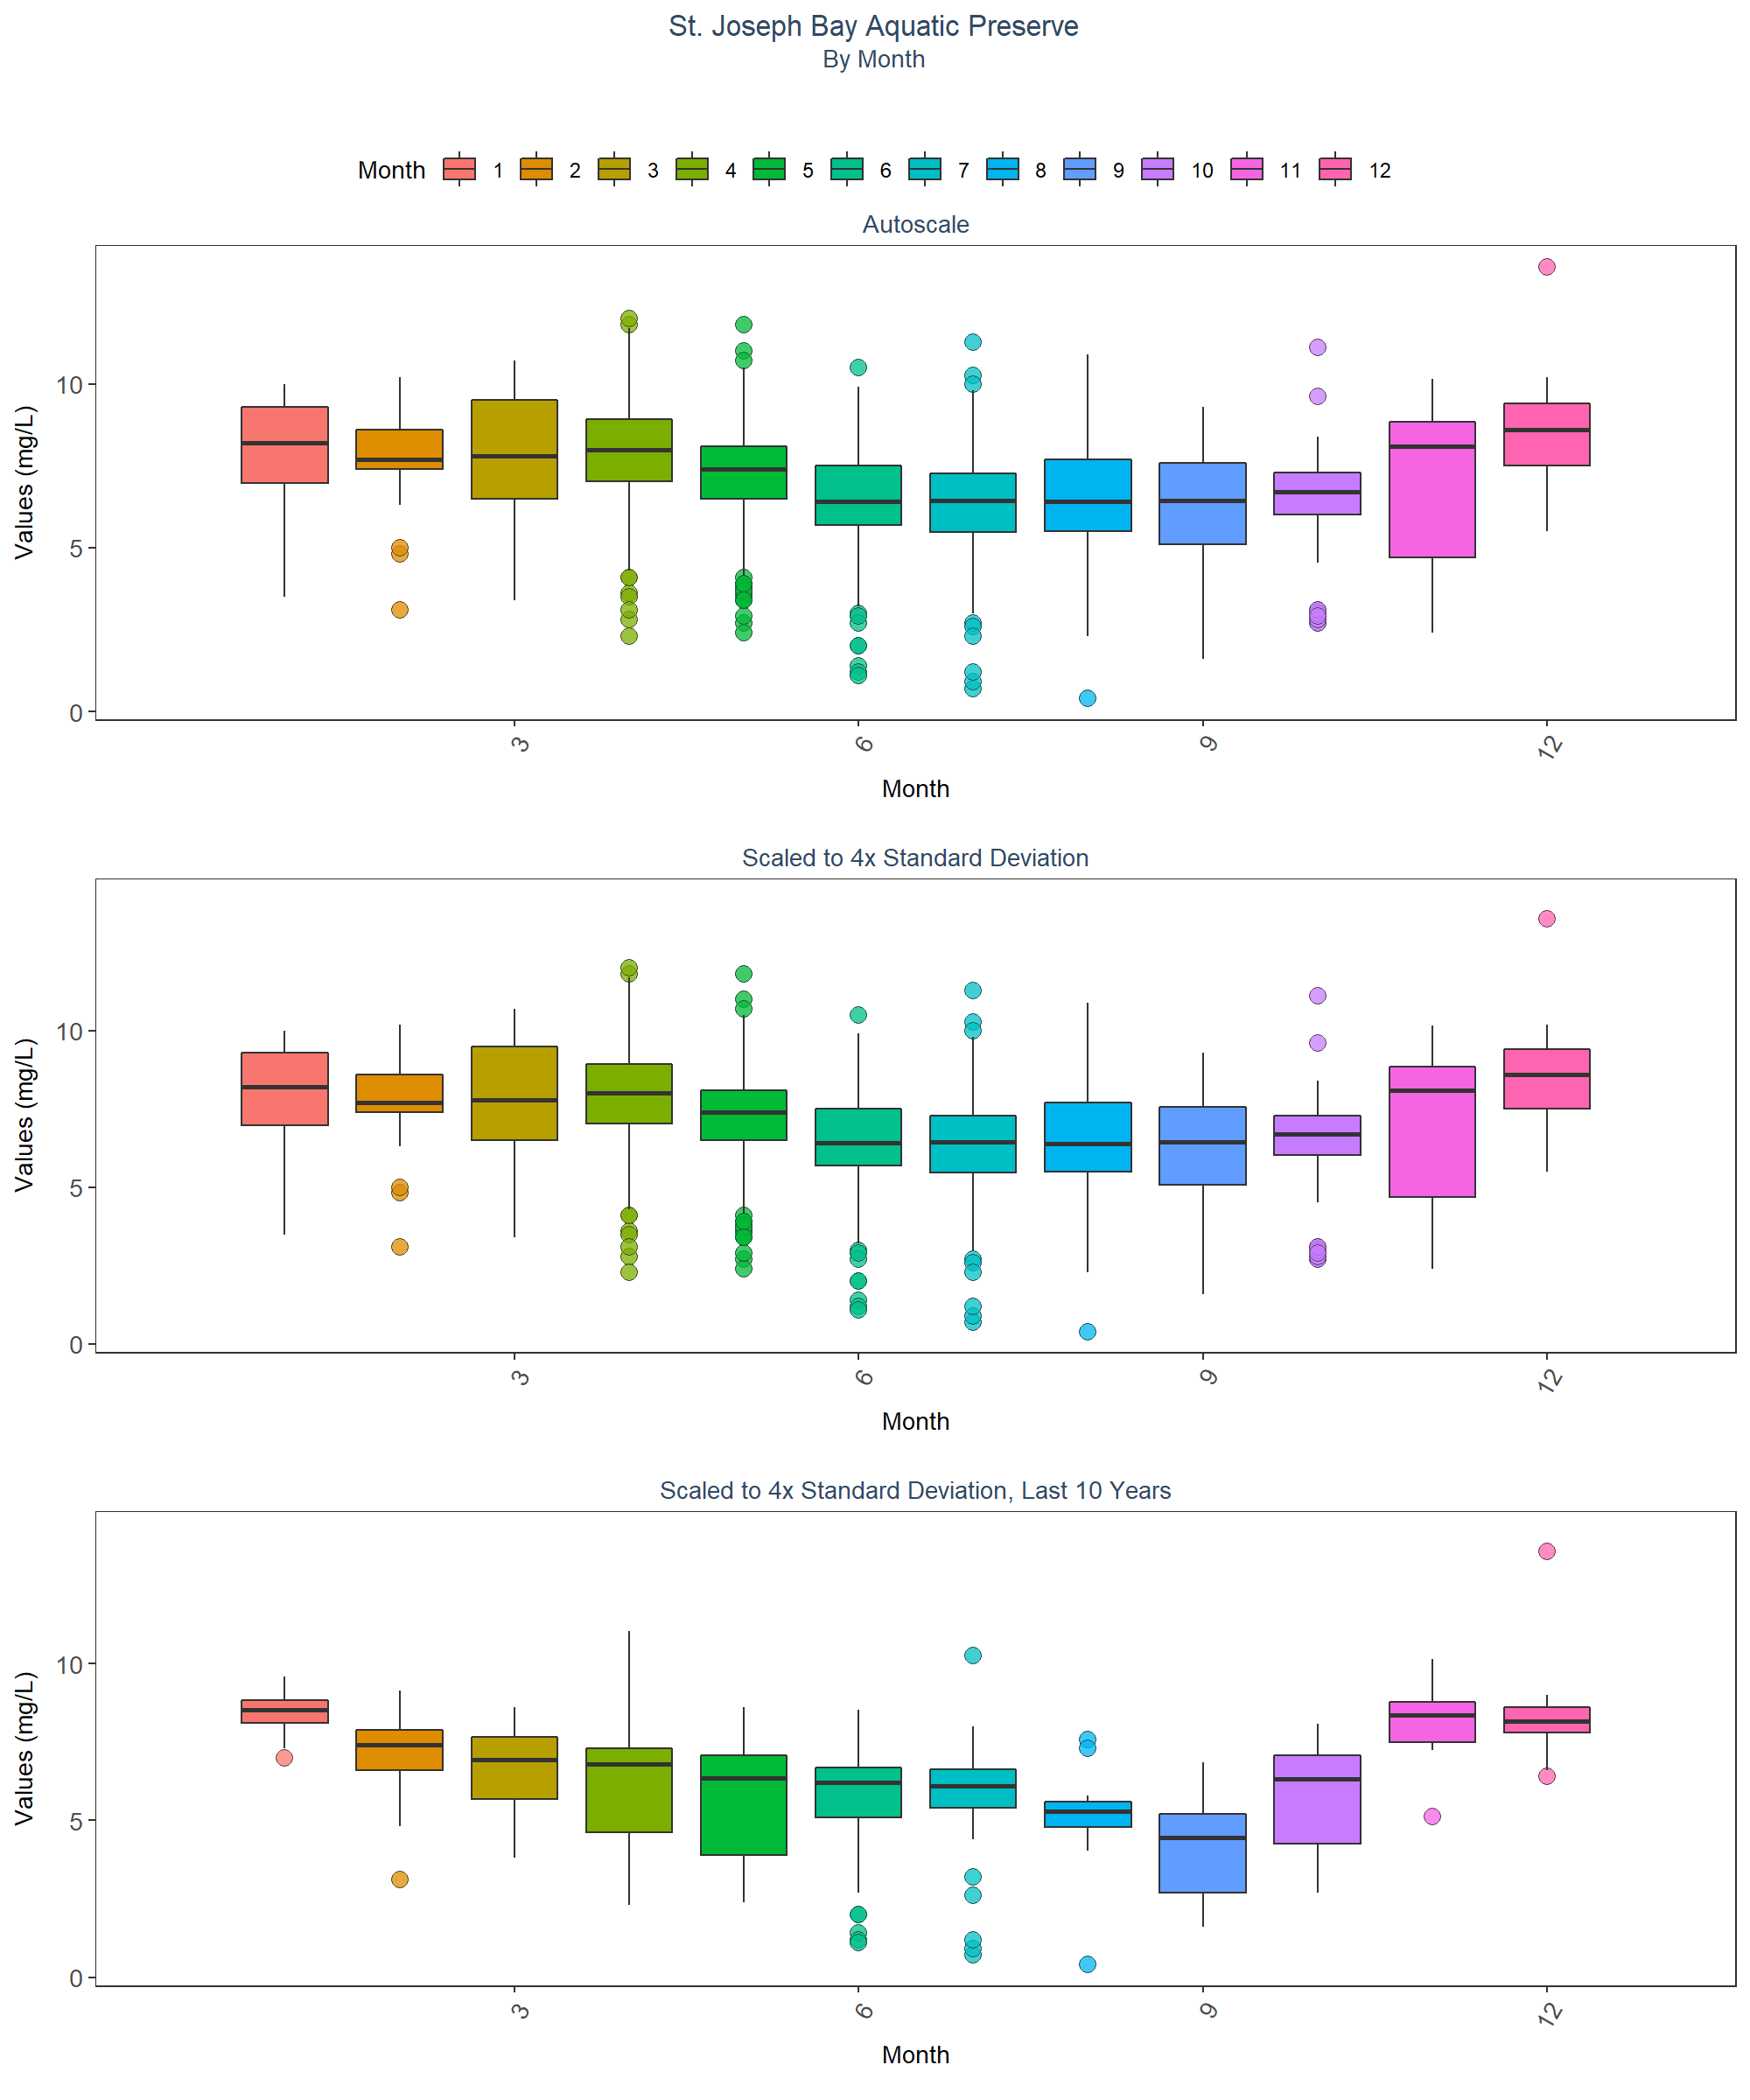 St. Joseph Bay Aquatic Preserve
By Month
Month 1 2 3 4 5 6 7 8 9 10 11 12
Autoscale
Values (mg/L)
10
5
0
3 6 9 12
Month
Scaled to 4x Standard Deviation
Values (mg/L)
10
5
0
3 6 9 12
Month
Scaled to 4x Standard Deviation, Last 10 Years
Values (mg/L)
10
5
0
3 6 9 12
Month